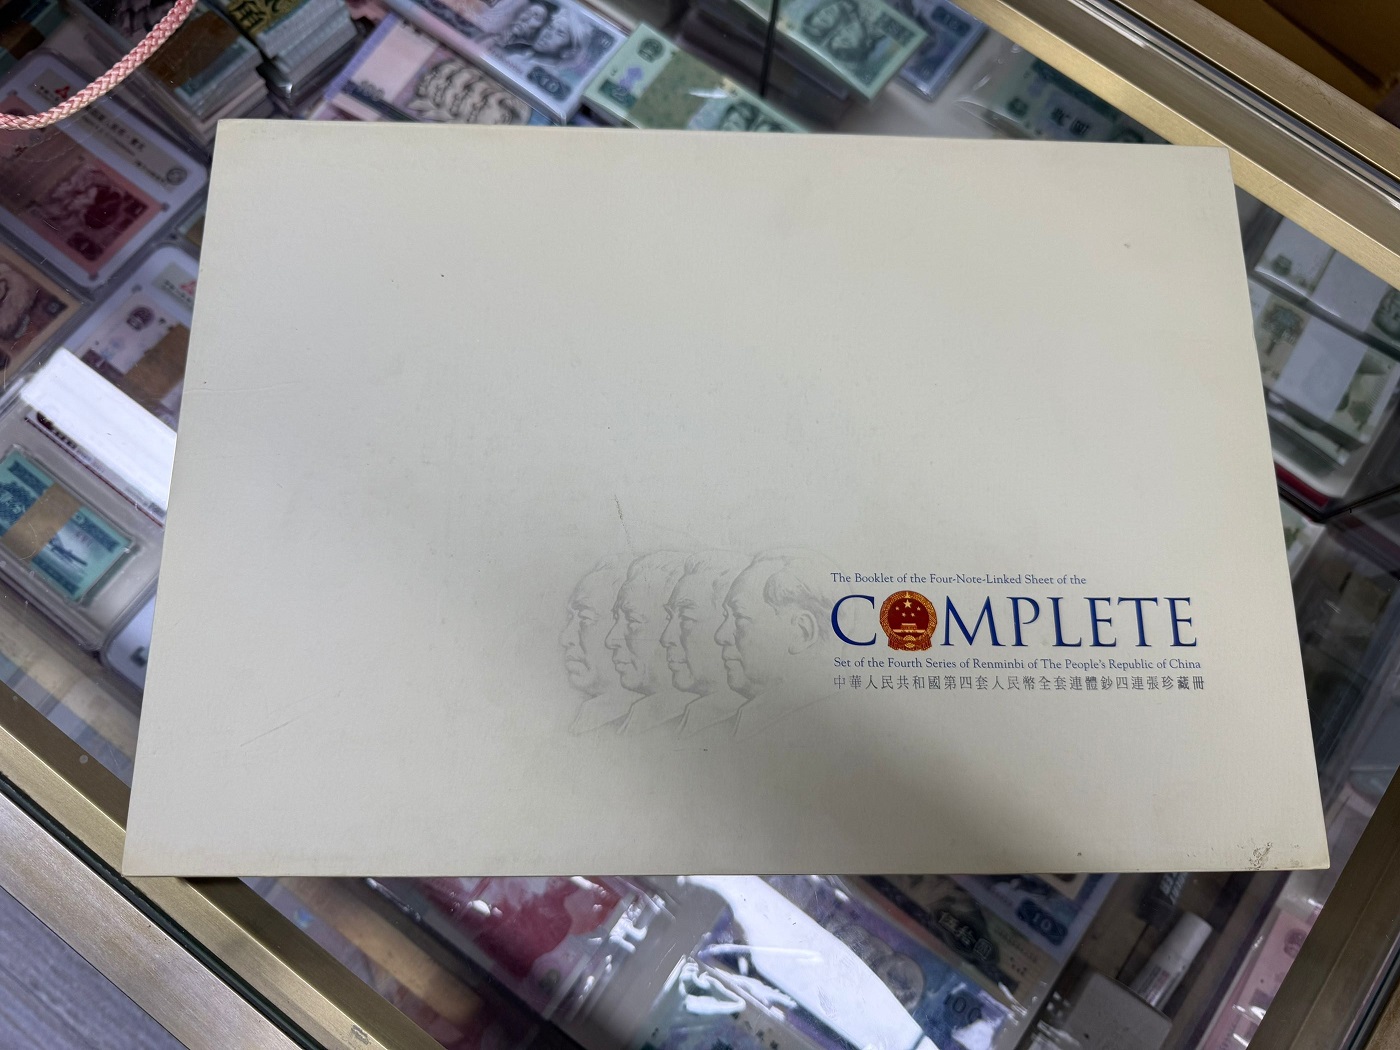 The Booklet of the Four-Note-Linked Sheet of the
COMPLETE
Set of the Fourth Series of Renminbi of The People's Republic of China
中華人民共和國第四套人民幣全套連體鈔四連張珍藏冊